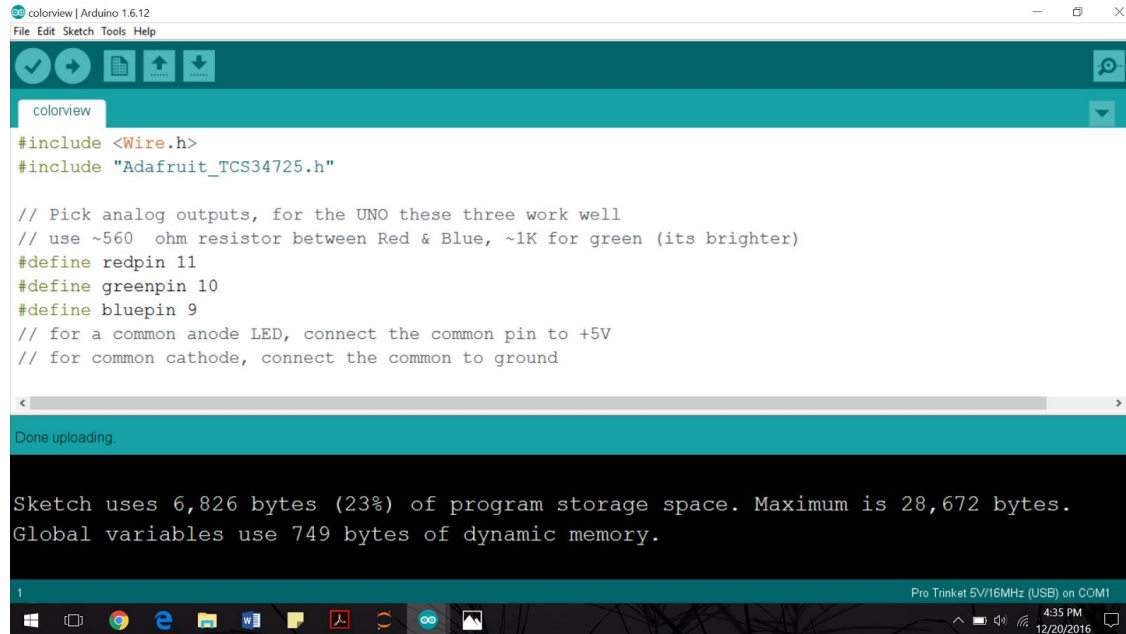 colorview | Arduino 1.6.12
File Edit Sketch Tools Help
colorview
#include <Wire.h>
#include "Adafruit_TCS34725.h"
// Pick analog outputs, for the UNO these three work well
// use ~560  ohm resistor between Red & Blue, ~1K for green (its brighter)
#define redpin 11
#define greenpin 10
#define bluepin 9
// for a common anode LED, connect the common pin to +5V
// for common cathode, connect the common to ground
Done uploading.
Sketch uses 6,826 bytes (23%) of program storage space. Maximum is 28,672 bytes.
Global variables use 749 bytes of dynamic memory.
1
Pro Trinket 5V/16MHz (USB) on COM1
4:35 PM
12/20/2016